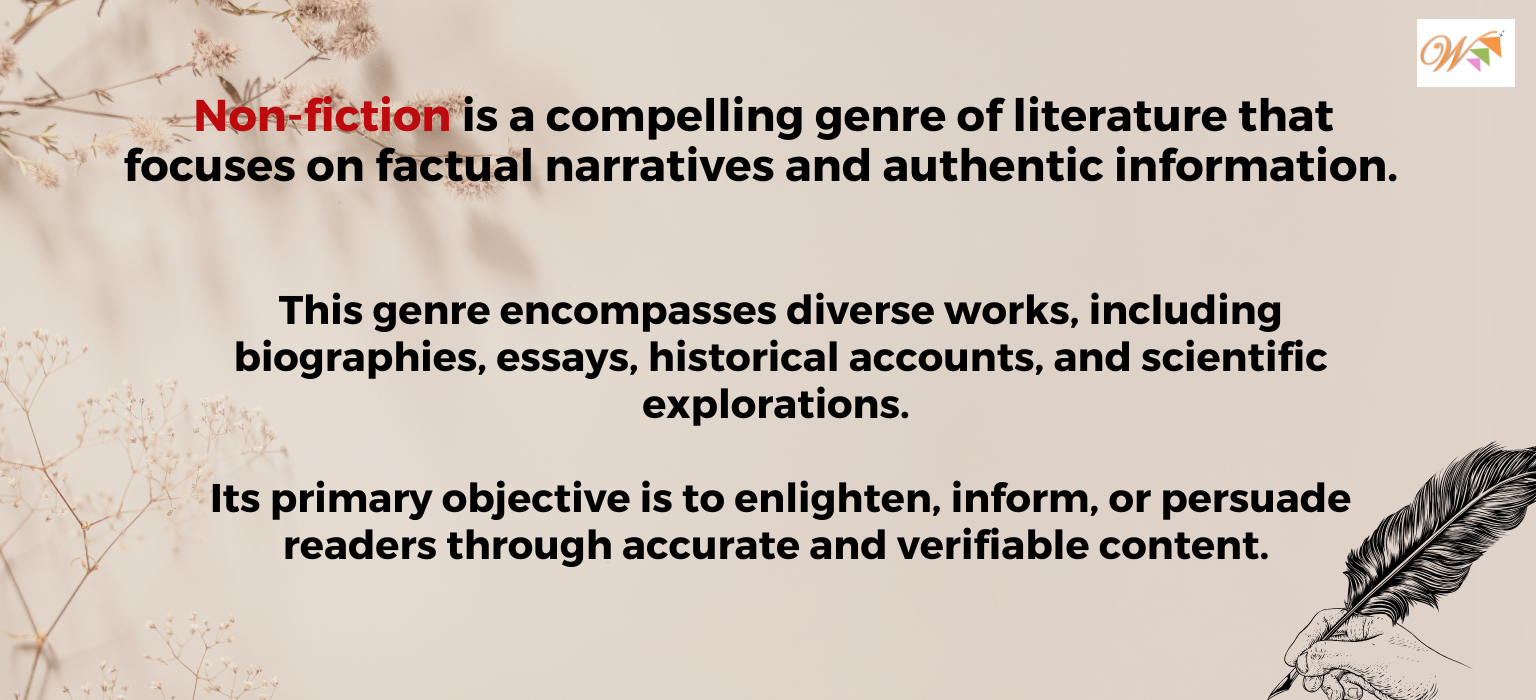 Non-fiction is a compelling genre of literature that
focuses on factual narratives and authentic information.
This genre encompasses diverse works, including
biographies, essays, historical accounts, and scientific
explorations.
Its primary objective is to enlighten, inform, or persuade
readers through accurate and verifiable content.
W